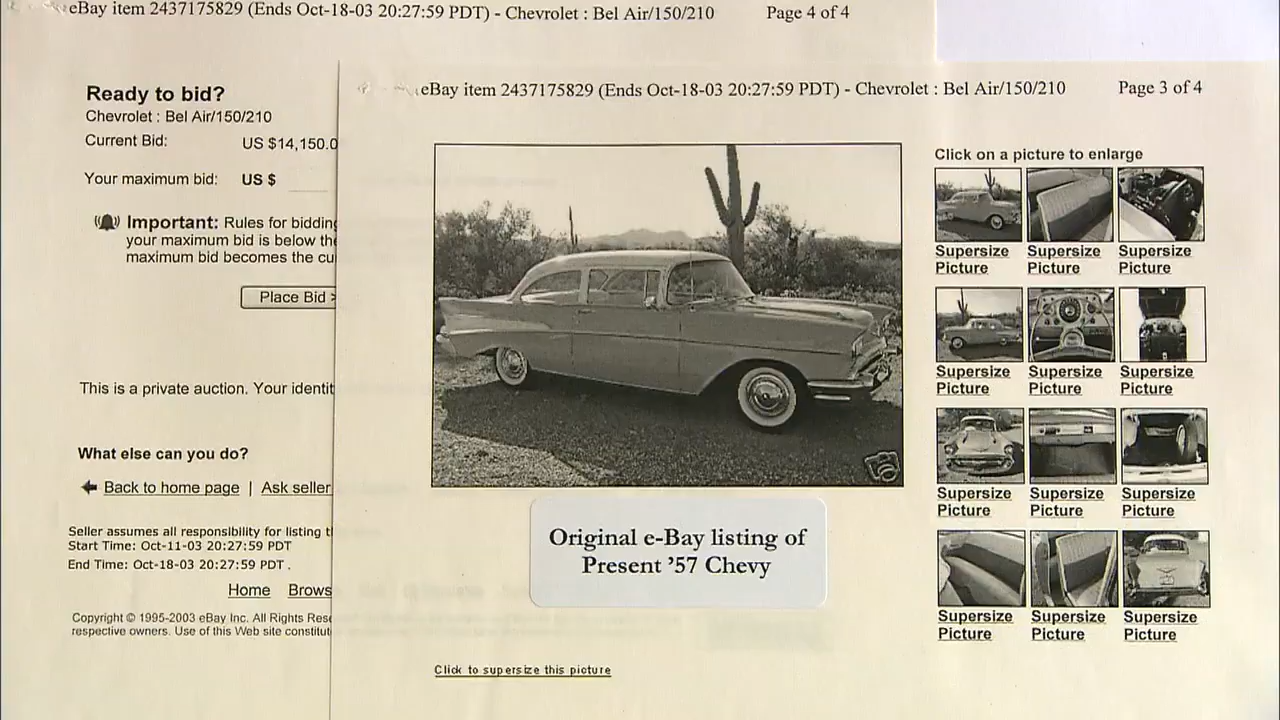 eBay item 2437175829 (Ends Oct-18-03 20:27:59 PDT) - Chevrolet : Bel Air/150/210 Page 4 of 4
Ready to bid?
Chevrolet : Bel Air/150/210
Current Bid: US $14,150.0
Your maximum bid: US $
Important: Rules for bidding
your maximum bid is below the
maximum bid becomes the cu
Place Bid >
This is a private auction. Your identit
What else can you do?
Back to home page | Ask seller
Seller assumes all responsibility for listing t
Start Time: Oct-11-03 20:27:59 PDT
End Time: Oct-18-03 20:27:59 PDT .
Home Brows
Copyright © 1995-2003 eBay Inc. All Rights Rese
respective owners. Use of this Web site constitut
eBay item 2437175829 (Ends Oct-18-03 20:27:59 PDT) - Chevrolet : Bel Air/150/210 Page 3 of 4
Click on a picture to enlarge
Supersize Supersize Supersize
Picture Picture Picture
Supersize Supersize Supersize
Picture Picture Picture
Supersize Supersize Supersize
Picture Picture Picture
Supersize Supersize Supersize
Picture Picture Picture
Original e-Bay listing of
Present '57 Chevy
Click to supersize this picture